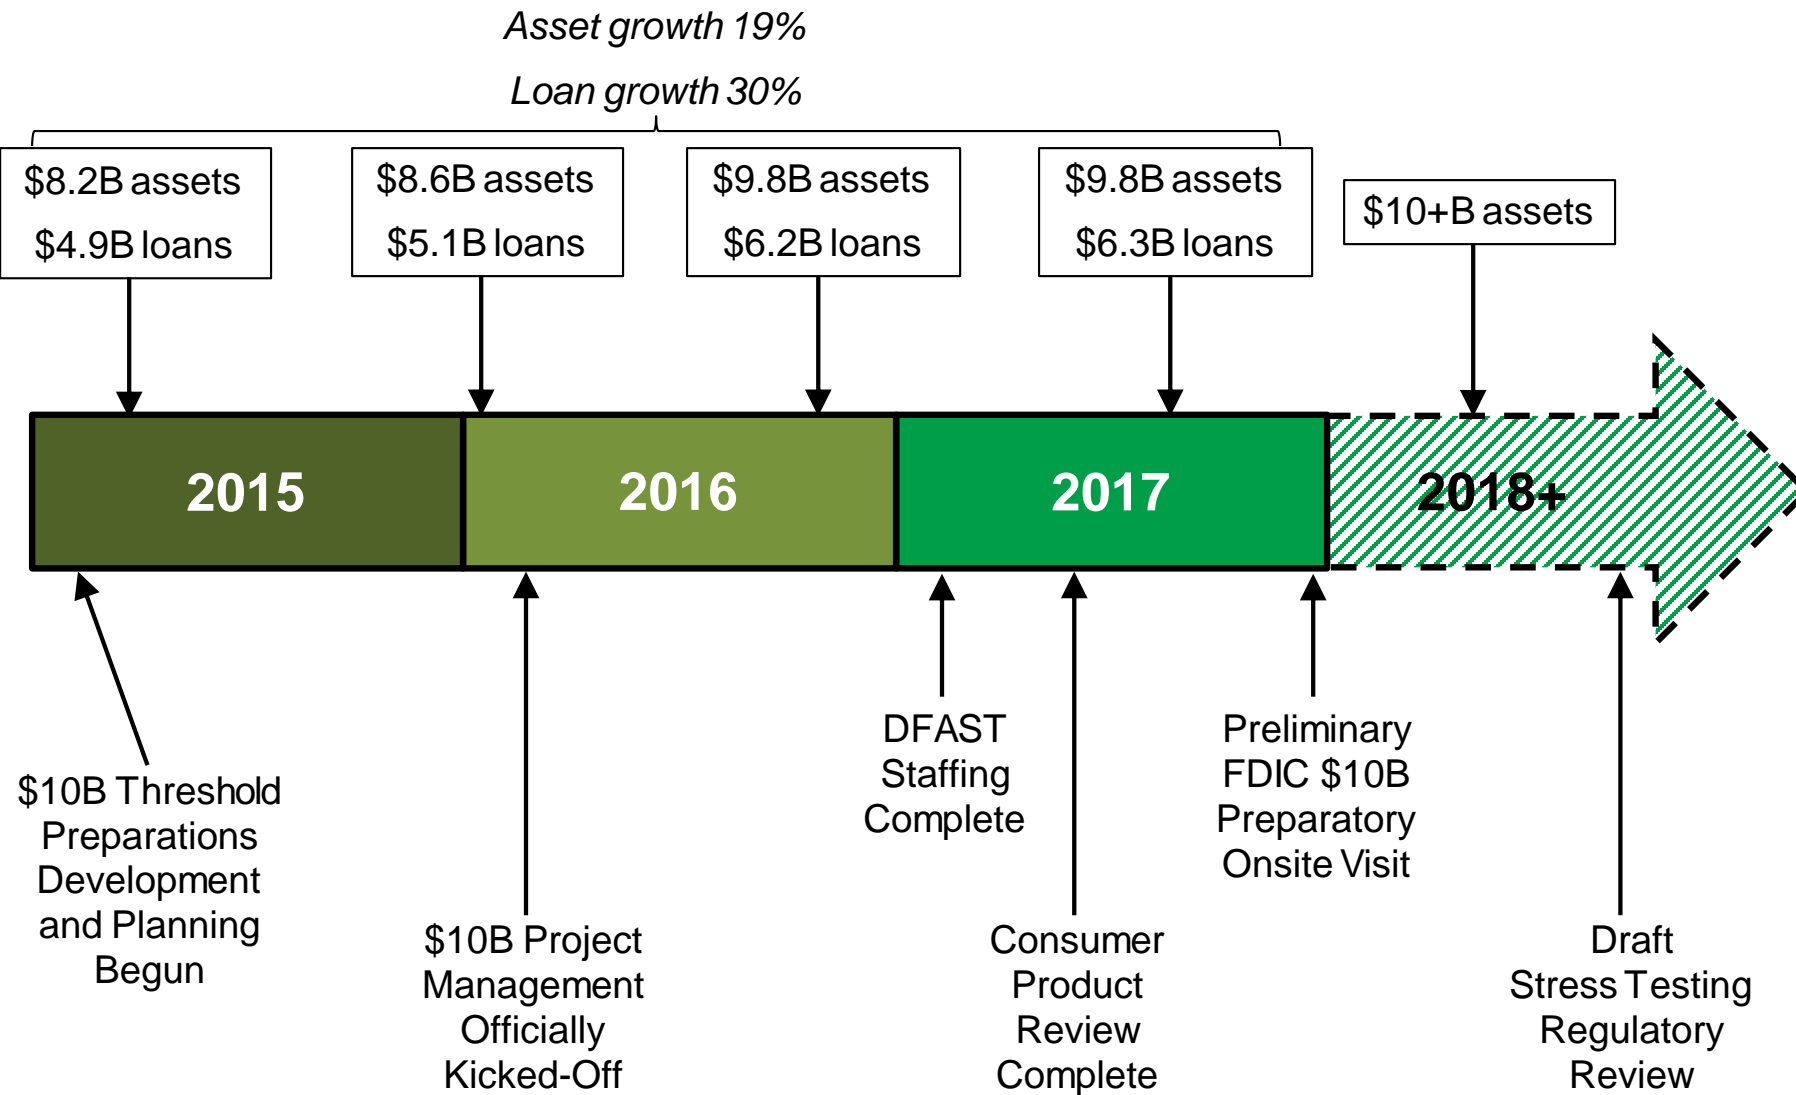 Asset growth 19%
Loan growth 30%
$8.2B assets
$4.9B loans
$8.6B assets
$5.1B loans
$9.8B assets
$6.2B loans
$9.8B assets
$6.3B loans
$10+B assets
2015
2016
2017
2018+
$10B Threshold
Preparations
Development
and Planning
Begun
$10B Project
Management
Officially
Kicked-Off
DFAST
Staffing
Complete
Consumer
Product
Review
Complete
Preliminary
FDIC $10B
Preparatory
Onsite Visit
Draft
Stress Testing
Regulatory
Review